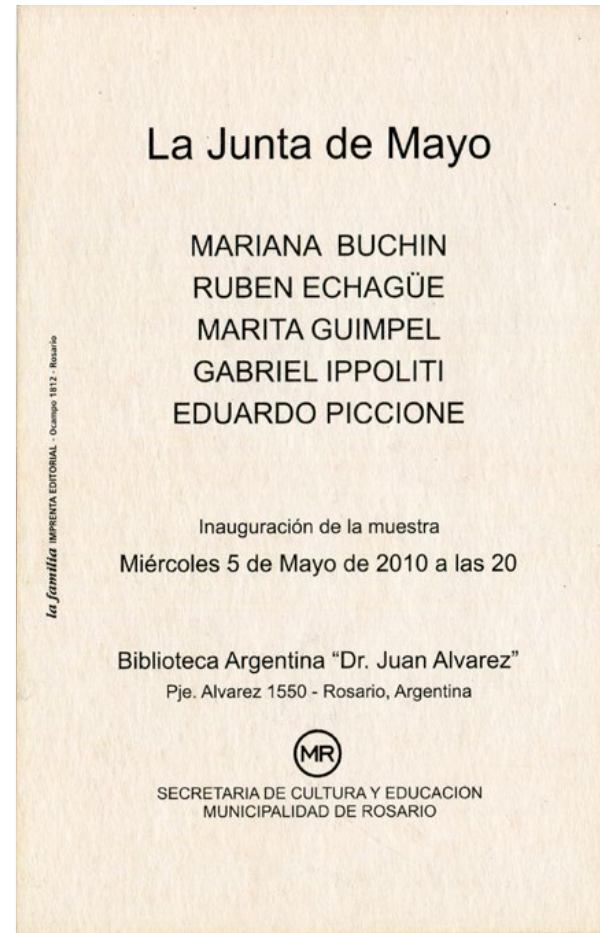 La Junta de Mayo
MARIANA BUCHIN
RUBEN ECHAGÜE
MARITA GUIMPEL
GABRIEL IPPOLITI
EDUARDO PICCIONE
Inauguración de la muestra
Miércoles 5 de Mayo de 2010 a las 20
Biblioteca Argentina “Dr. Juan Alvarez”
Pje. Alvarez 1550 - Rosario, Argentina
MR
SECRETARIA DE CULTURA Y EDUCACION
MUNICIPALIDAD DE ROSARIO
la familia IMPRENTA EDITORIAL - Ocampo 1812 - Rosario